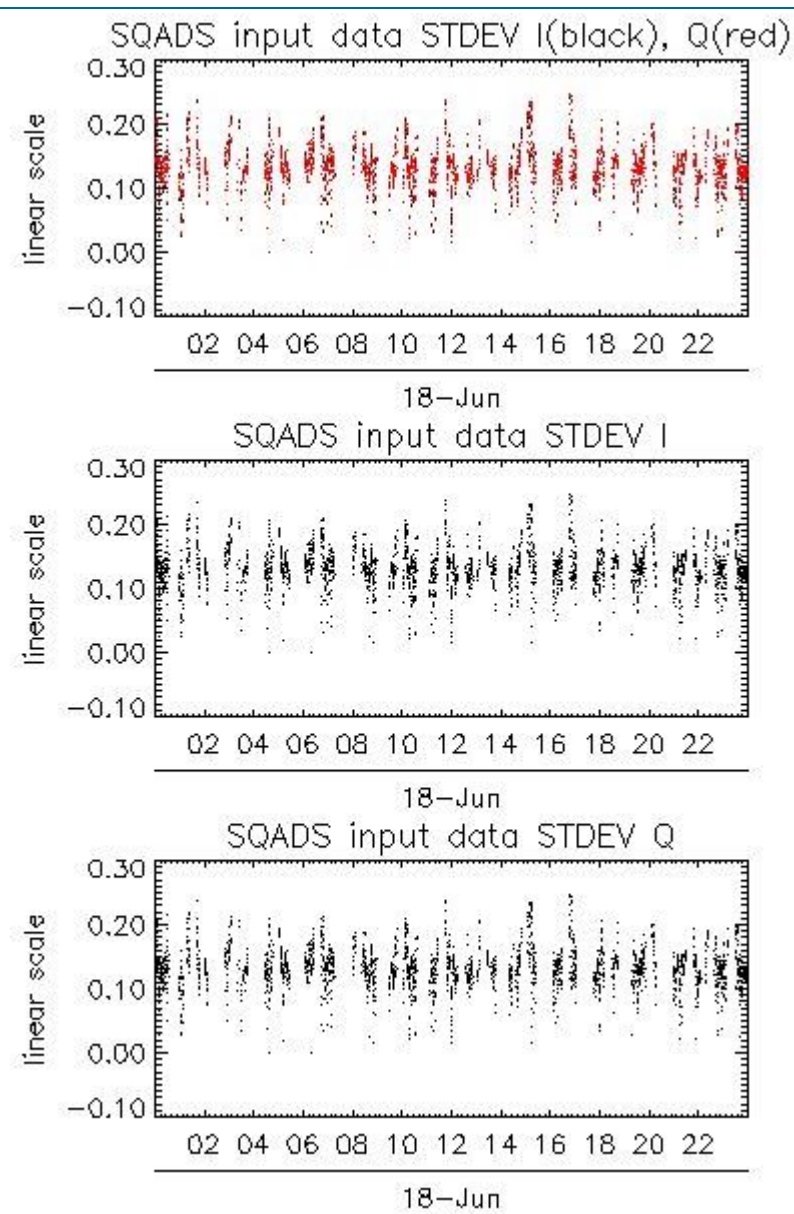 SQADS input data STDEV I(black), Q(red)
0.30
0.20
0.10
0.00
−0.10
linear scale
02 04 06 08 10 12 14 16 18 20 22
18−Jun
SQADS input data STDEV I
0.30
0.20
0.10
0.00
−0.10
linear scale
02 04 06 08 10 12 14 16 18 20 22
18−Jun
SQADS input data STDEV Q
0.30
0.20
0.10
0.00
−0.10
linear scale
02 04 06 08 10 12 14 16 18 20 22
18−Jun